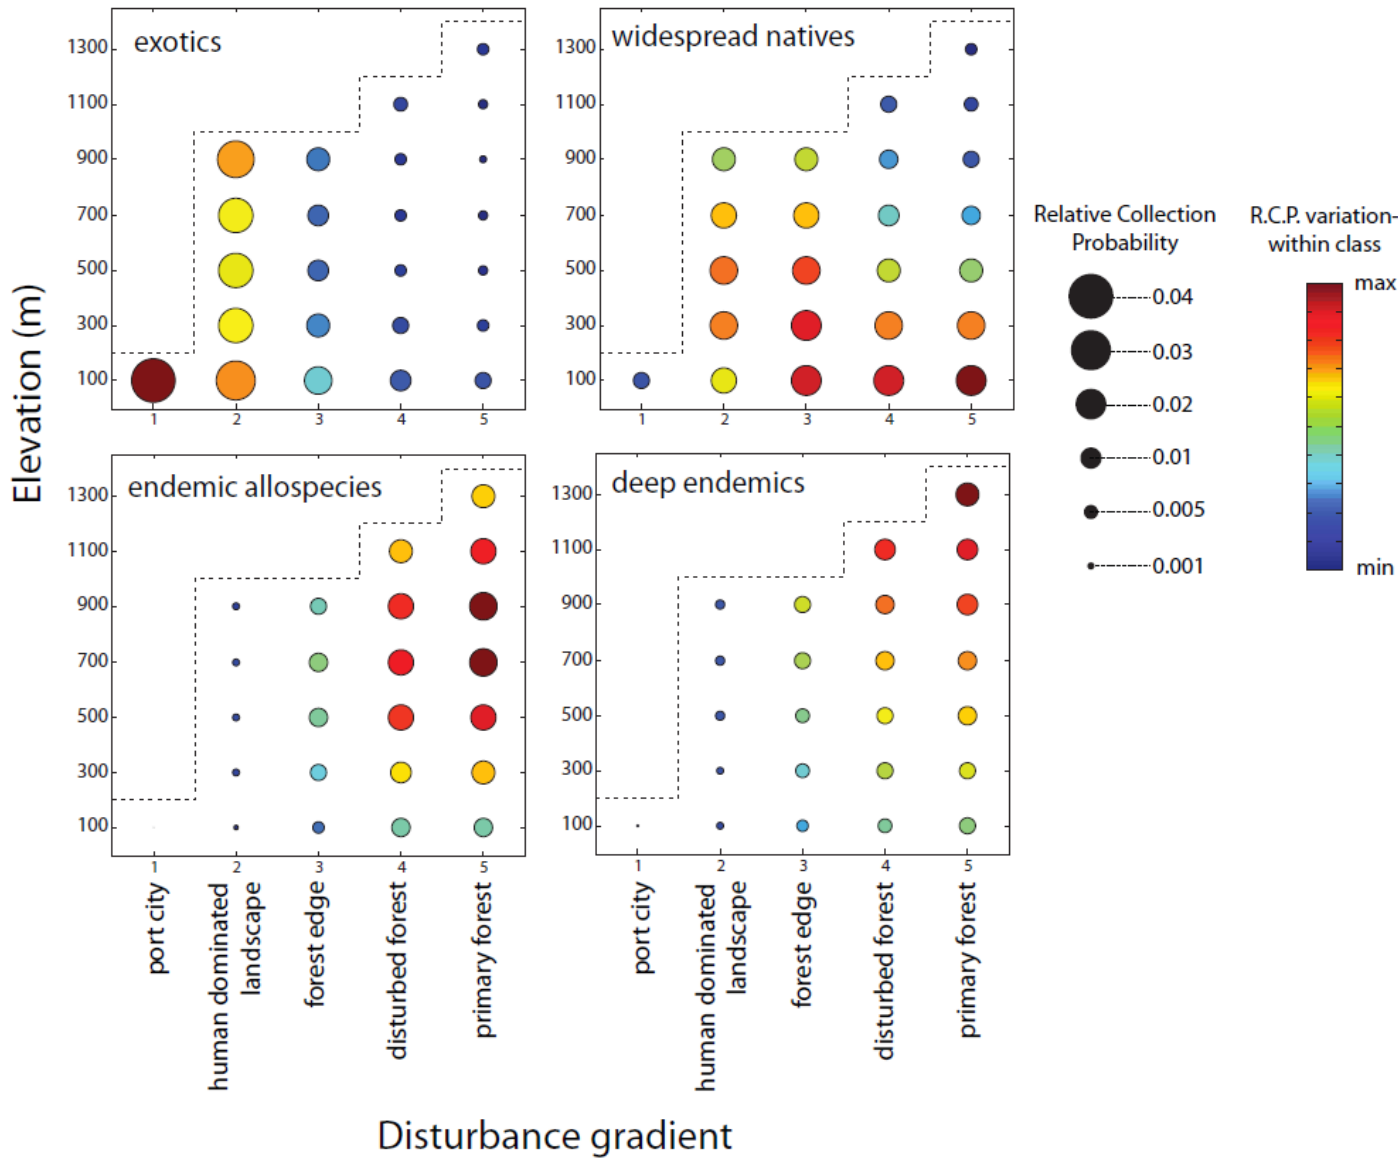 exotics
widespread natives
1300
1100
900
700
500
300
100
1 2 3 4 5
1300
1100
900
700
500
300
100
1 2 3 4 5
endemic allospecies
deep endemics
1300
1100
900
700
500
300
100
1 2 3 4 5
1300
1100
900
700
500
300
100
1 2 3 4 5
Elevation (m)
port city
human dominated
landscape
forest edge
disturbed forest
primary forest
port city
human dominated
landscape
forest edge
disturbed forest
primary forest
Disturbance gradient
Relative Collection
Probability
0.04
0.03
0.02
0.01
0.005
0.001
R.C.P. variation-
within class
max
min